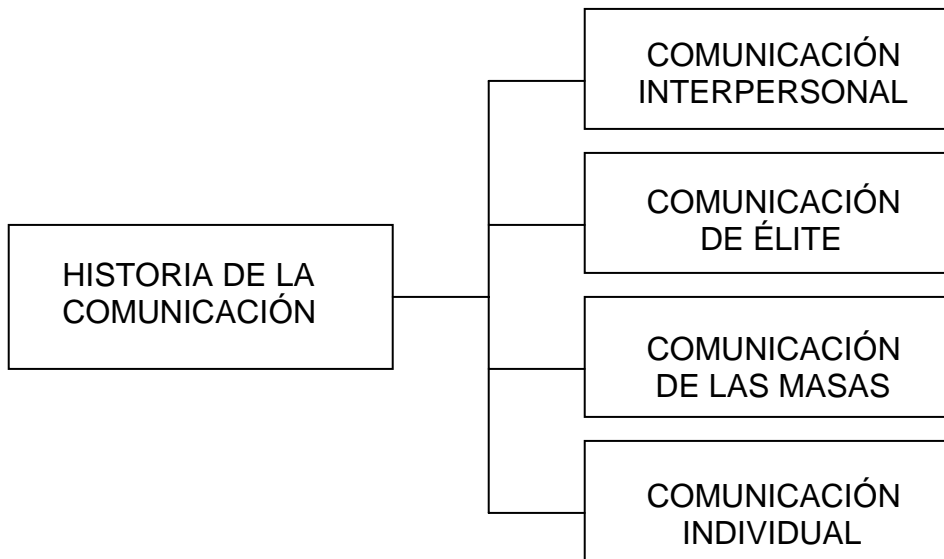 COMUNICACIÓN
INTERPERSONAL
COMUNICACIÓN
DE ÉLITE
HISTORIA DE LA
COMUNICACIÓN
COMUNICACIÓN
DE LAS MASAS
COMUNICACIÓN
INDIVIDUAL